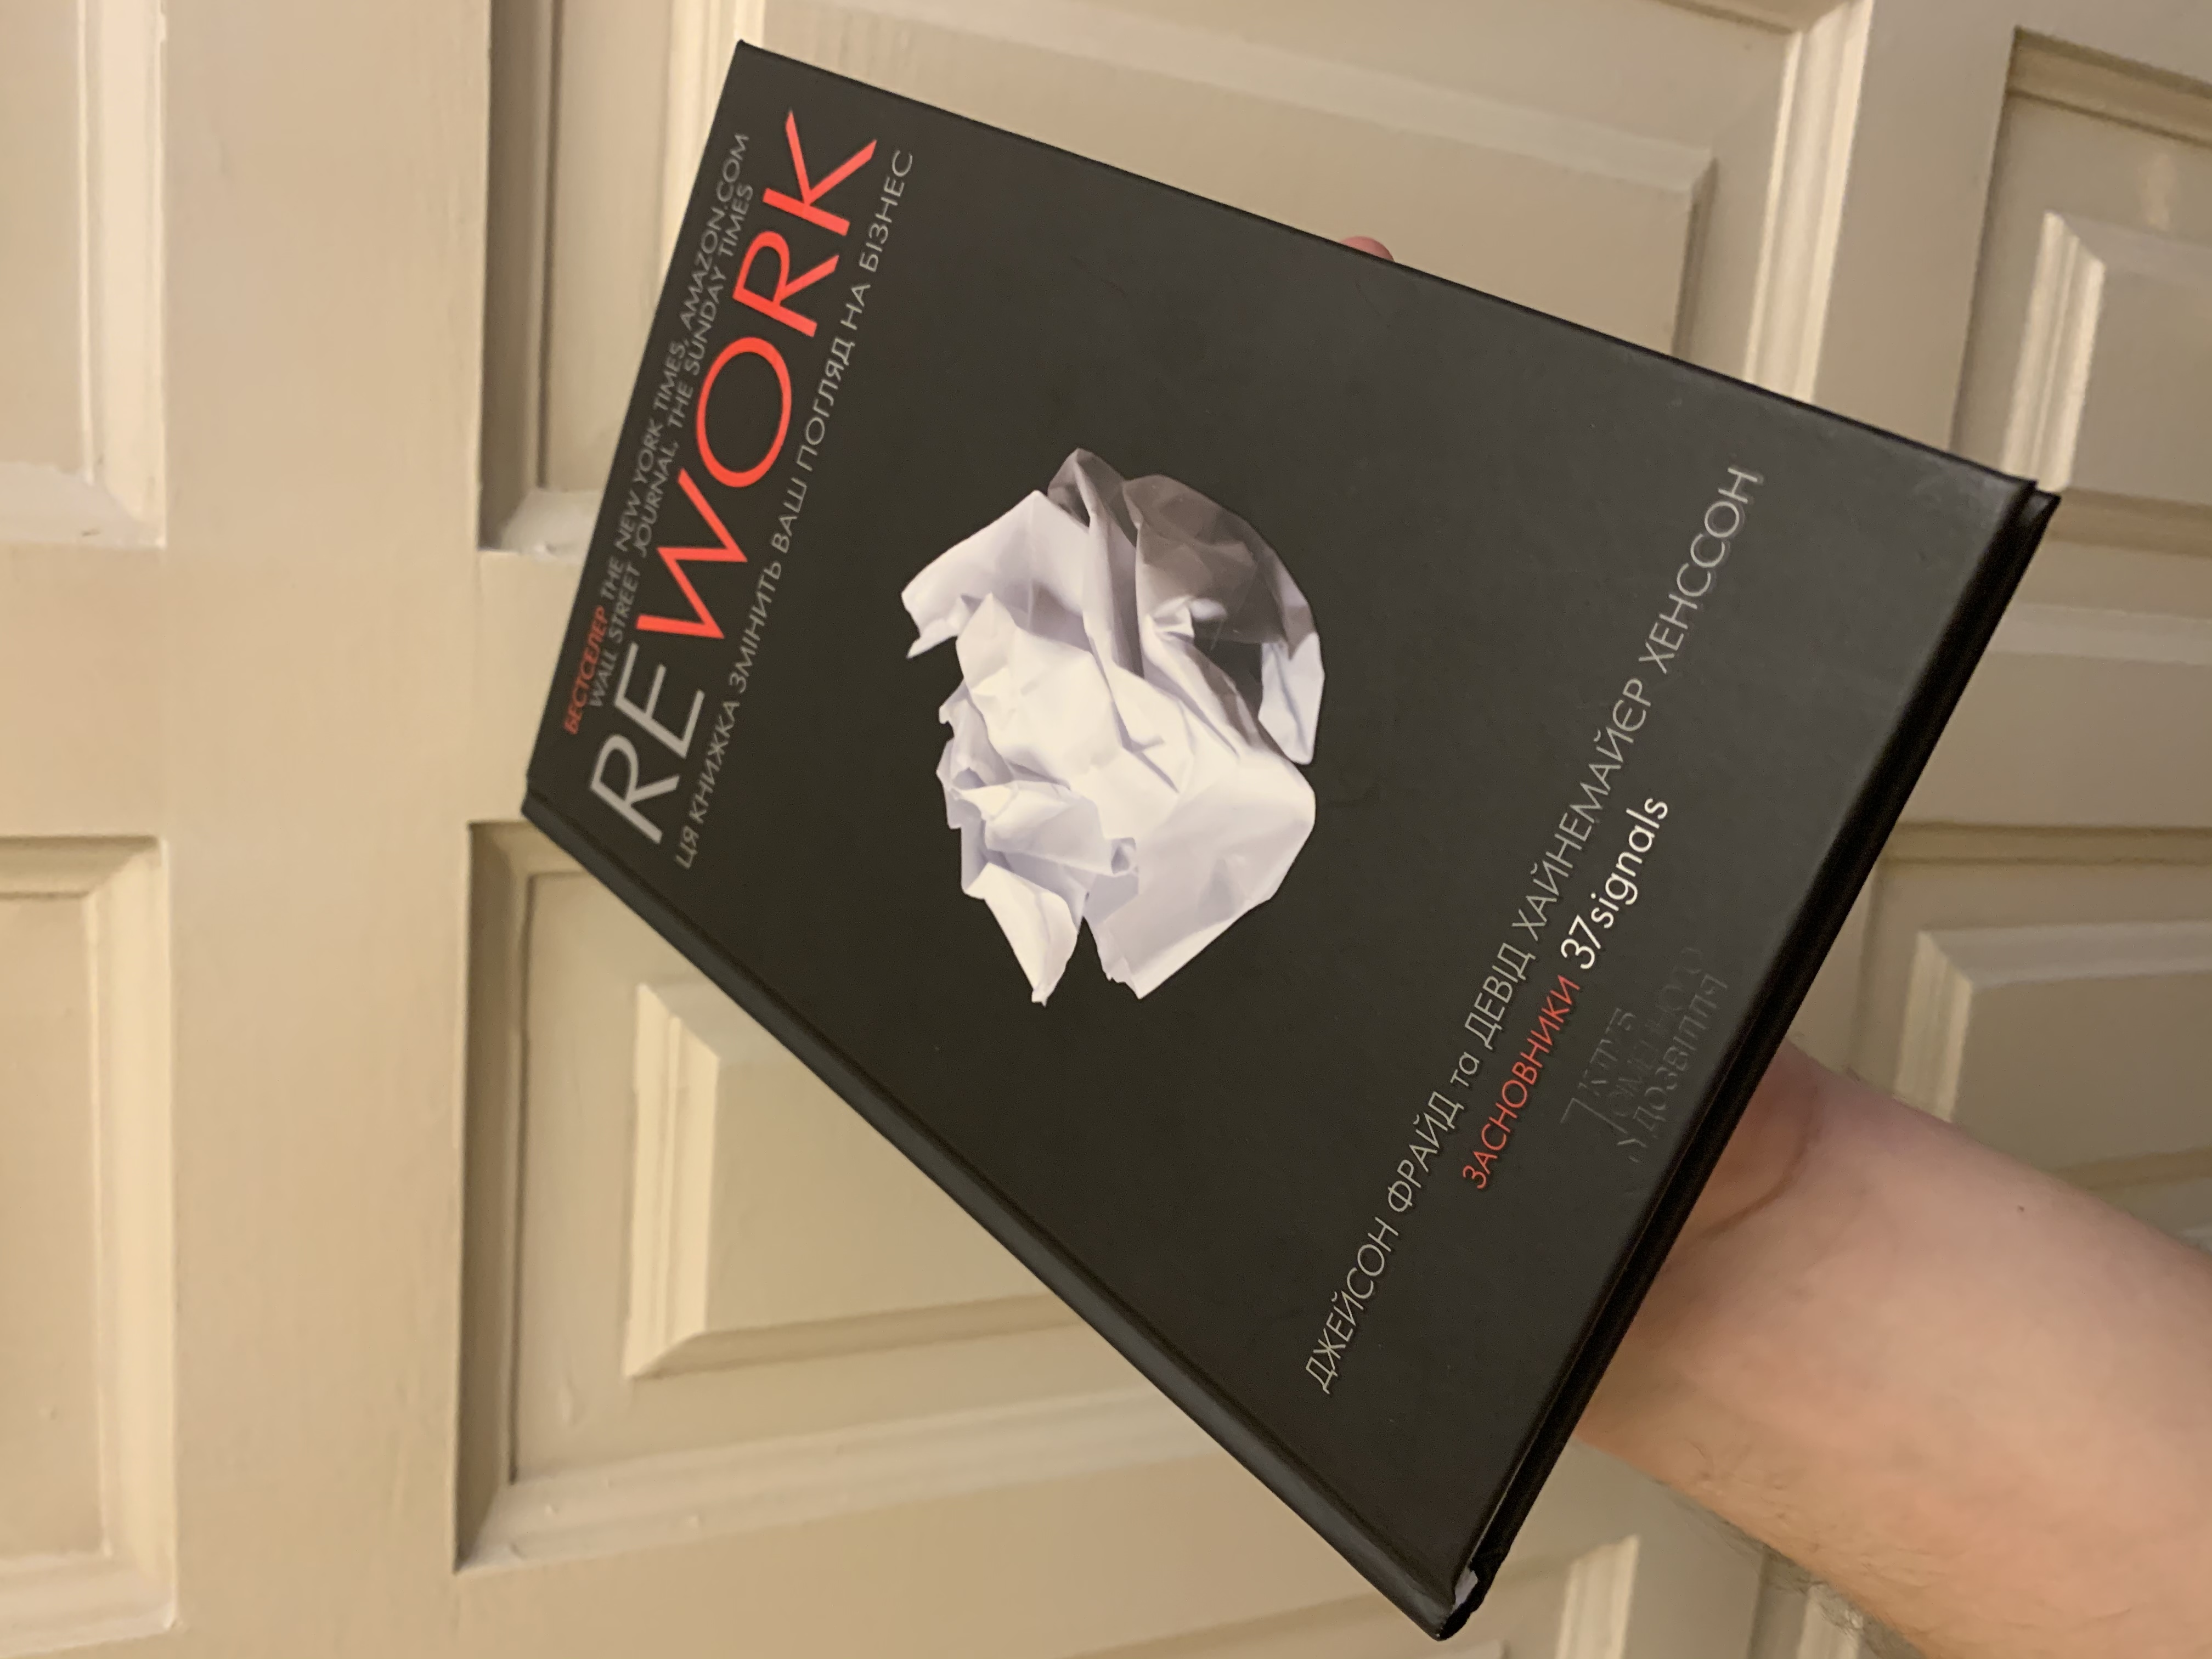 БЕСТСЕЛЕР THE NEW YORK TIMES, AMAZON.COM
WALL STREET JOURNAL, THE SUNDAY TIMES
REWORK
ЦЯ КНИЖКА ЗМІНИТЬ ВАШ ПОГЛЯД НА БІЗНЕС
ДЖЕЙСОН ФРАЙД та ДЕВІД ХАЙНЕМАЙЄР ХЕНССОН
ЗАСНОВНИКИ 37signals
КЛУБ
СІМЕЙНОГО
ДОЗВІЛЛЯ